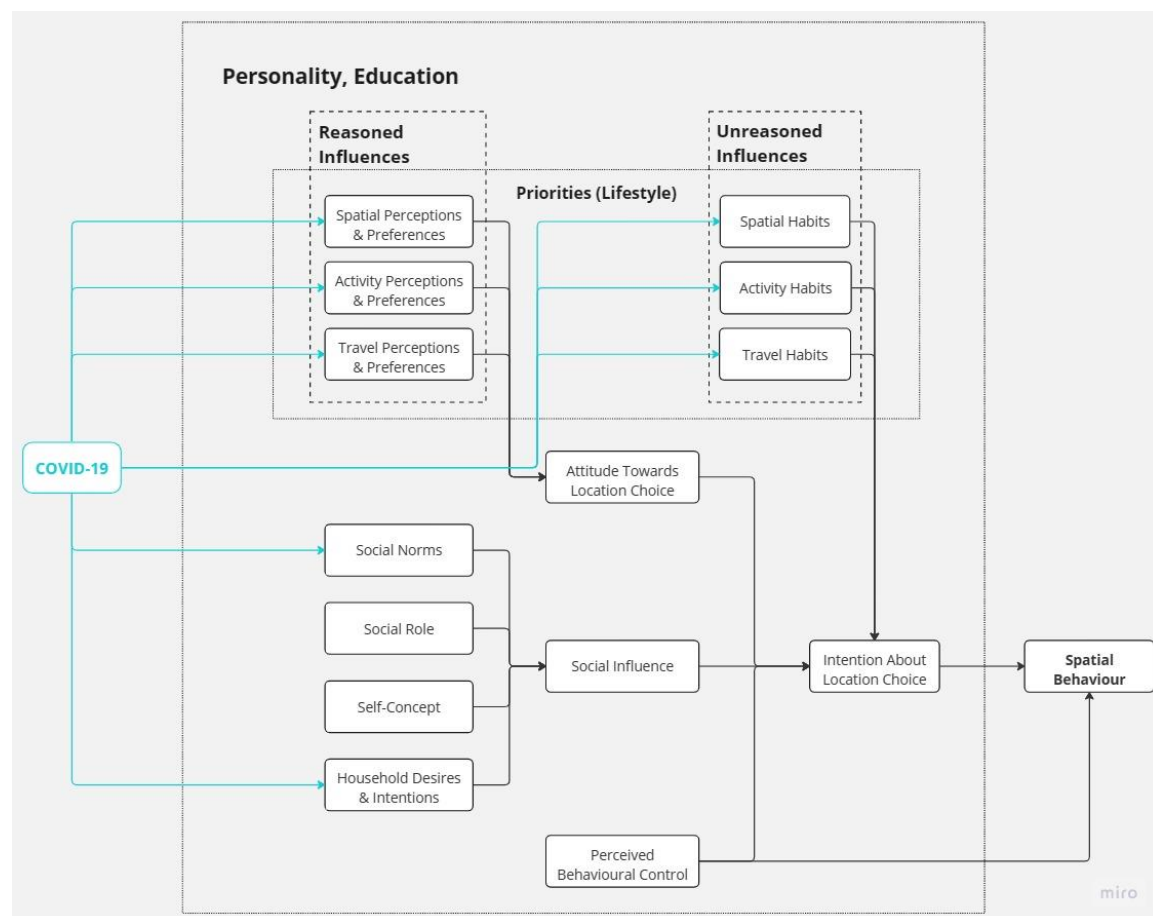 Personality, Education
Reasoned
Influences
Unreasoned
Influences
Priorities (Lifestyle)
Spatial Perceptions
& Preferences
Spatial Habits
Activity Perceptions
& Preferences
Activity Habits
Travel Perceptions
& Preferences
Travel Habits
COVID-19
Attitude Towards
Location Choice
Social Norms
Social Role
Social Influence
Intention About
Location Choice
Spatial
Behaviour
Self-Concept
Household Desires
& Intentions
Perceived
Behavioural Control
miro